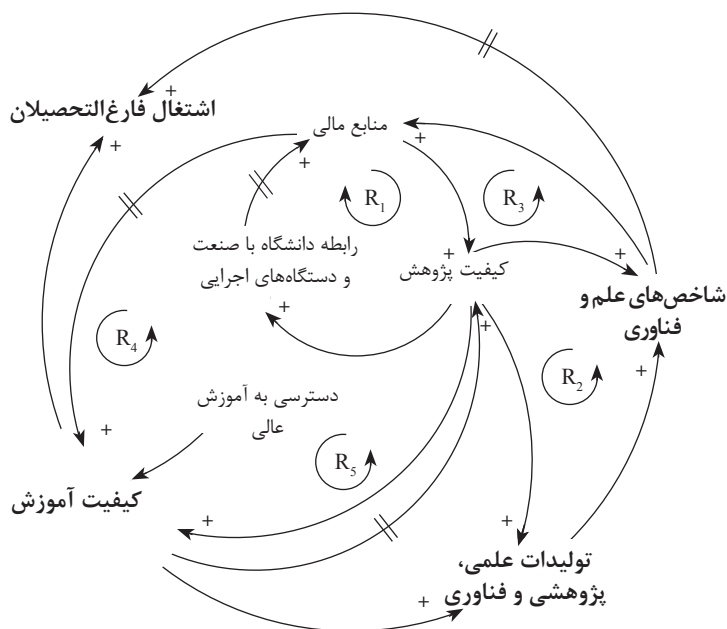 اشتغال فارغ‌التحصیلان
+
+
منابع مالی
+
+
+
R1
R3
رابطه دانشگاه با صنعت
و دستگاه‌های اجرایی
+
+
کیفیت پژوهش
+
شاخص‌های علم و
فناوری
+
+
R4
R2
+
دسترسی به آموزش
عالی
+
R5
کیفیت آموزش
+
+
تولیدات علمی،
پژوهشی و فناوری
+